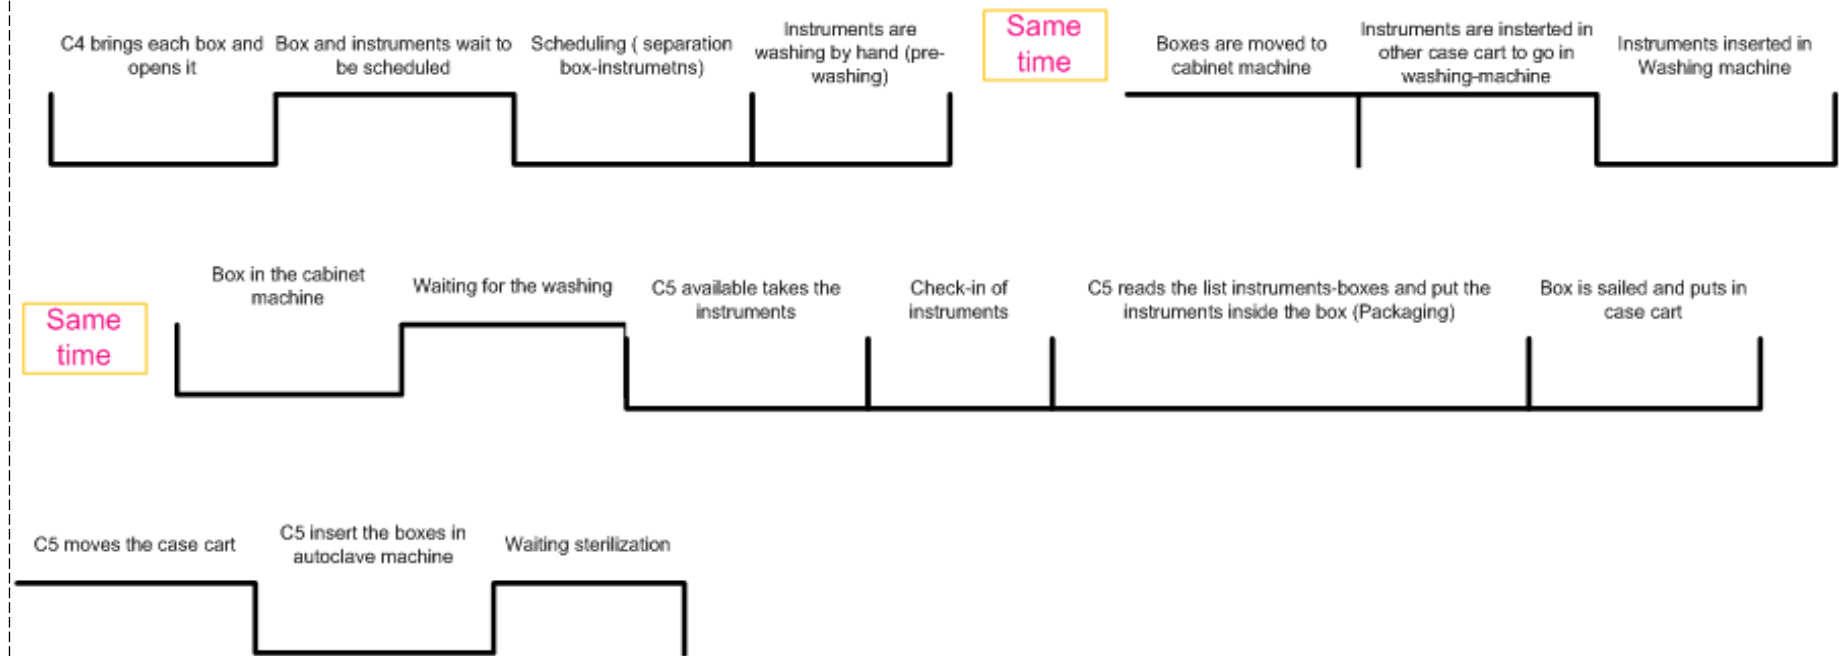 C4 brings each box and
opens it
Box and instruments wait to
be scheduled
Scheduling ( separation
box-instrumetns)
Instruments are
washing by hand (pre-
washing)
Same
time
Boxes are moved to
cabinet machine
Instruments are insterted in
other case cart to go in
washing-machine
Instruments inserted in
Washing machine
Same
time
Box in the cabinet
machine
Waiting for the washing
C5 available takes the
instruments
Check-in of
instruments
C5 reads the list instruments-boxes and put the
instruments inside the box (Packaging)
Box is sailed and puts in
case cart
C5 moves the case cart
C5 insert the boxes in
autoclave machine
Waiting sterilization